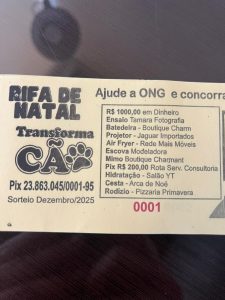 RIFA DE
NATAL
Transforma
CÃO
Pix 23.863.045/0001-95
Sorteio Dezembro/2025
Ajude a ONG e concorra
R$ 1000,00 em Dinheiro
Ensaio Tamara Fotografia
Batedeira - Boutique Charm
Projetor - Jaguar Importados
Air Fryer - Rede Mais Móveis
Escova Modeladora
Mimo Boutique Charmant
Pix R$ 200,00 Rota Serv. Consultoria
Hidratação - Salão YT
Cesta - Arca de Noé
Rodízio - Pizzaria Primavera
0001